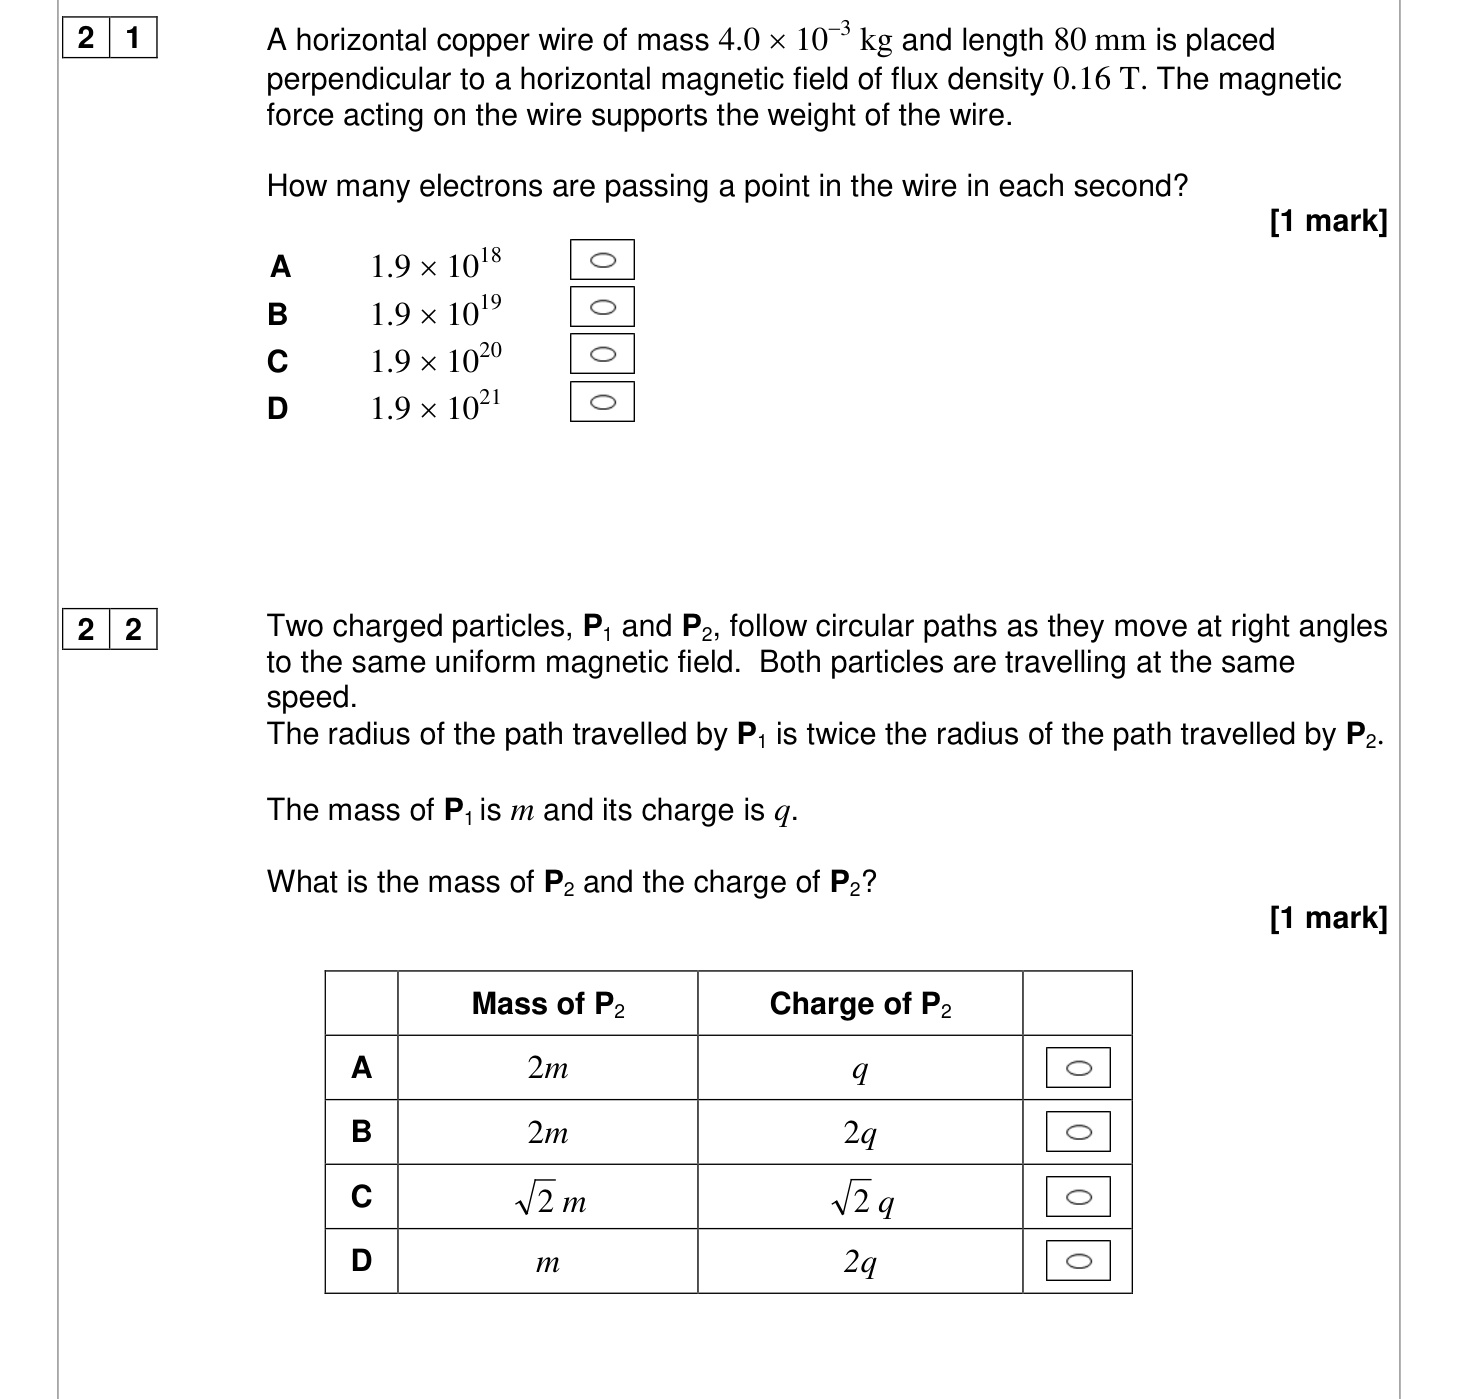 2 1
A horizontal copper wire of mass 4.0 × 10⁻³ kg and length 80 mm is placed
perpendicular to a horizontal magnetic field of flux density 0.16 T. The magnetic
force acting on the wire supports the weight of the wire.
How many electrons are passing a point in the wire in each second?
[1 mark]
A 1.9 × 10¹⁸
B 1.9 × 10¹⁹
C 1.9 × 10²⁰
D 1.9 × 10²¹
2 2
Two charged particles, P₁ and P₂, follow circular paths as they move at right angles
to the same uniform magnetic field. Both particles are travelling at the same
speed.
The radius of the path travelled by P₁ is twice the radius of the path travelled by P₂.
The mass of P₁ is m and its charge is q.
What is the mass of P₂ and the charge of P₂?
[1 mark]
Mass of P₂ Charge of P₂
A 2m q
B 2m 2q
C √2 m √2 q
D m 2q